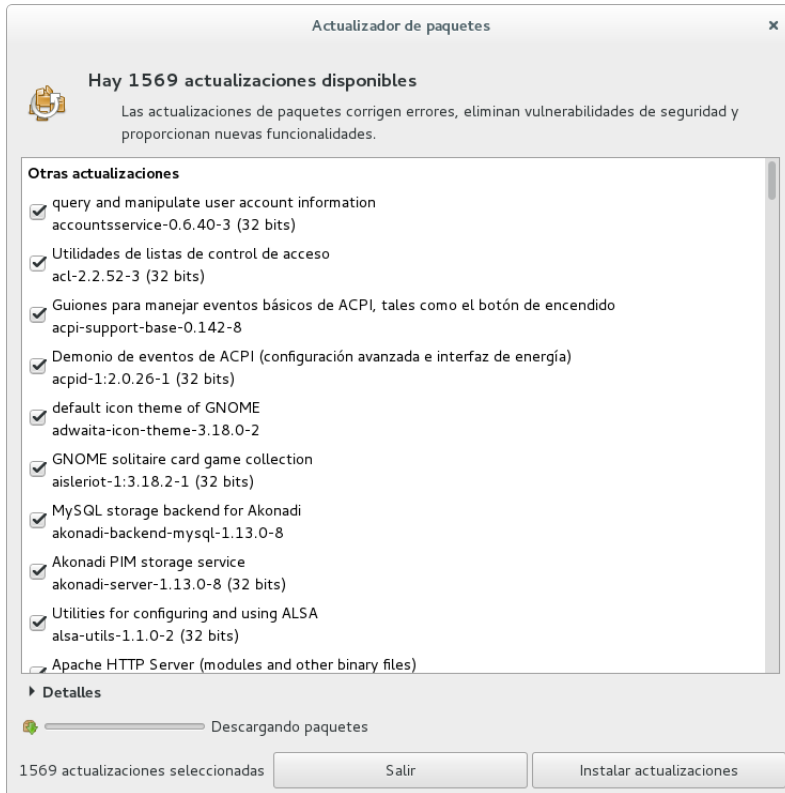 Actualizador de paquetes
Hay 1569 actualizaciones disponibles
Las actualizaciones de paquetes corrigen errores, eliminan vulnerabilidades de seguridad y
proporcionan nuevas funcionalidades.
Otras actualizaciones
query and manipulate user account information
accountsservice-0.6.40-3 (32 bits)
Utilidades de listas de control de acceso
acl-2.2.52-3 (32 bits)
Guiones para manejar eventos básicos de ACPI, tales como el botón de encendido
acpi-support-base-0.142-8
Demonio de eventos de ACPI (configuración avanzada e interfaz de energía)
acpid-1:2.0.26-1 (32 bits)
default icon theme of GNOME
adwaita-icon-theme-3.18.0-2
GNOME solitaire card game collection
aisleriot-1:3.18.2-1 (32 bits)
MySQL storage backend for Akonadi
akonadi-backend-mysql-1.13.0-8
Akonadi PIM storage service
akonadi-server-1.13.0-8 (32 bits)
Utilities for configuring and using ALSA
alsa-utils-1.1.0-2 (32 bits)
Apache HTTP Server (modules and other binary files)
Detalles
Descargando paquetes
1569 actualizaciones seleccionadas
Salir
Instalar actualizaciones